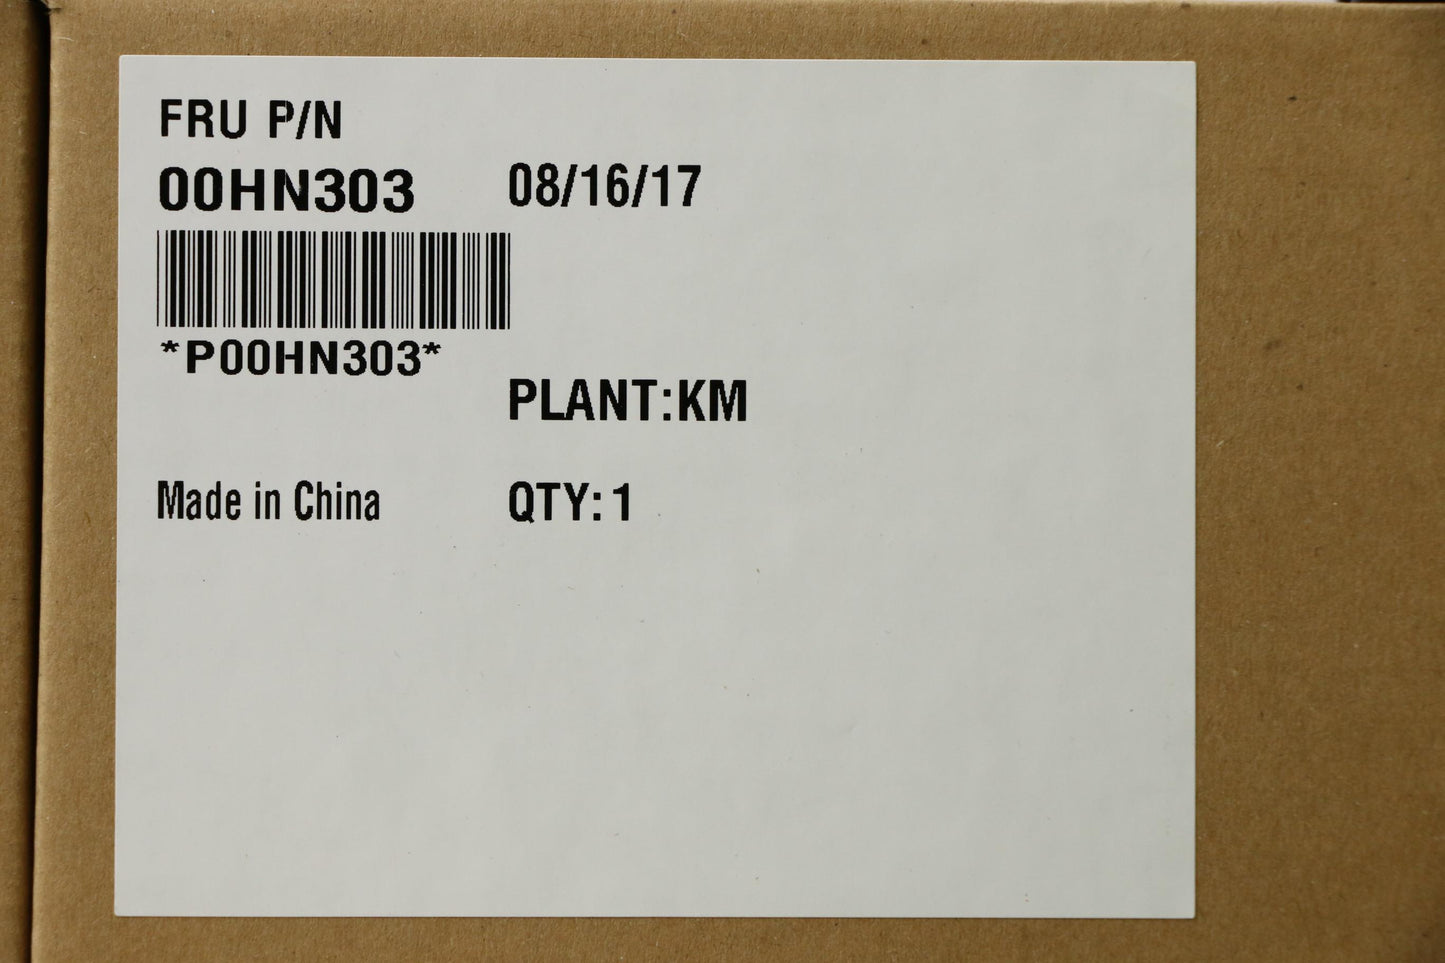 FRU P/N
00HN303 08/16/17
*P00HN303*
PLANT:KM
Made in China QTY: 1